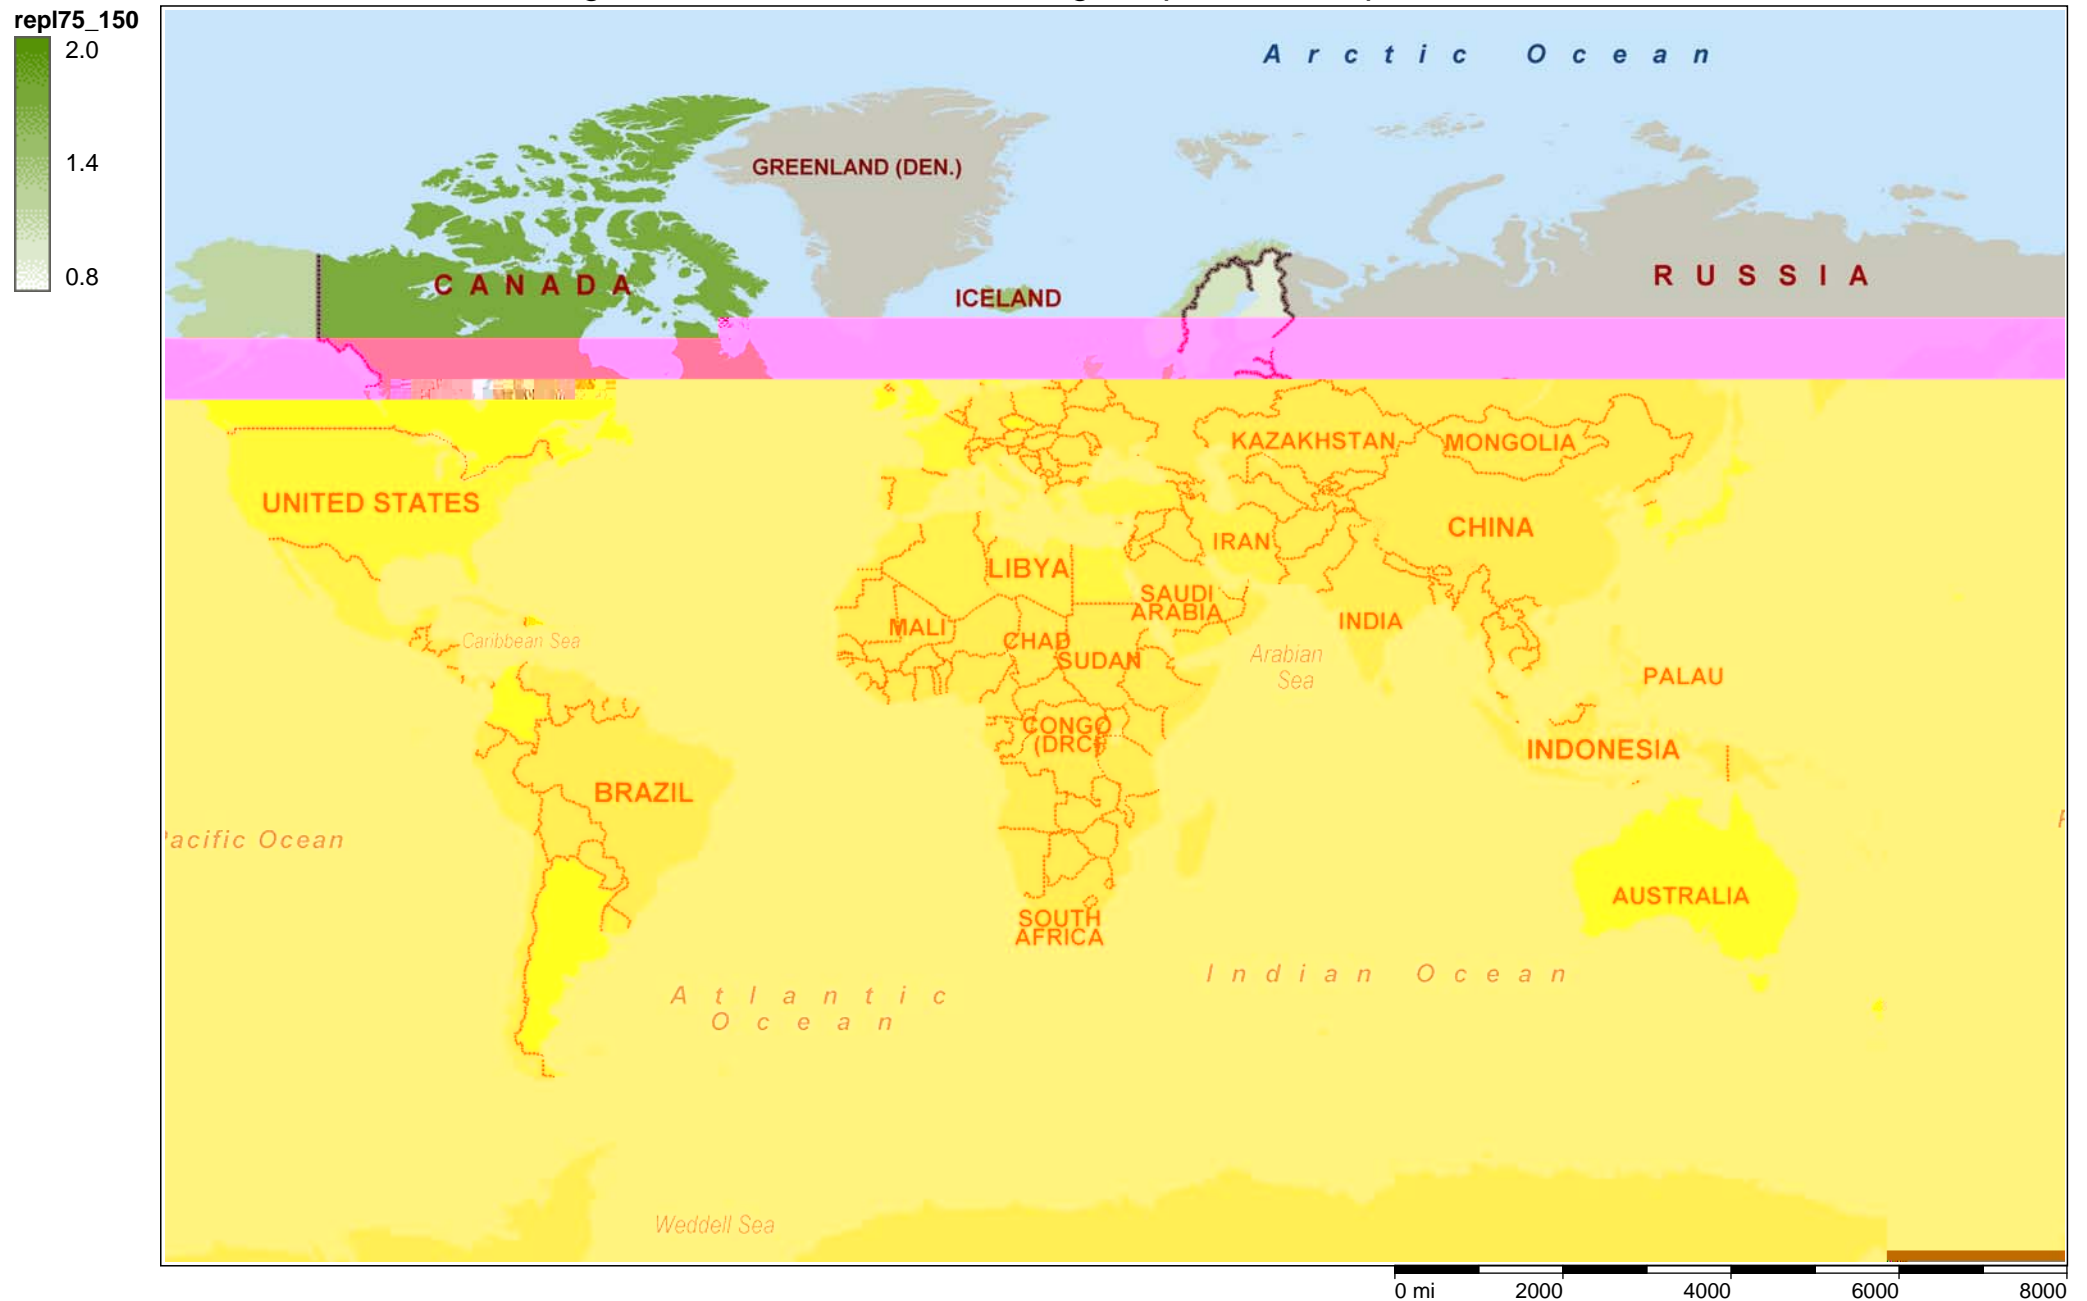 repl75_150
2.0
1.4
0.8
Arctic Ocean
GREENLAND (DEN.)
CANADA
ICELAND
RUSSIA
KAZAKHSTAN
MONGOLIA
UNITED STATES
CHINA
IRAN
LIBYA
SAUDI
ARABIA
MALI
INDIA
Caribbean Sea
CHAD
SUDAN
Arabian
Sea
PALAU
CONGO
(DRC)
INDONESIA
BRAZIL
Pacific Ocean
AUSTRALIA
SOUTH
AFRICA
Indian Ocean
Atlantic
Ocean
Weddell Sea
0 mi 2000 4000 6000 8000